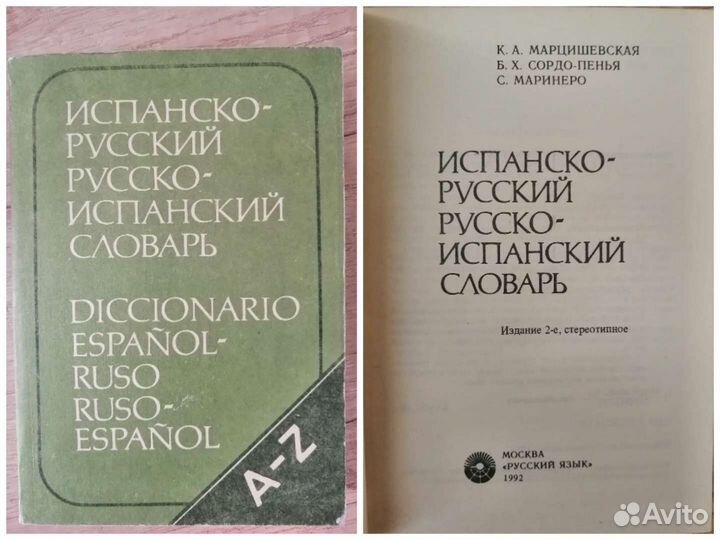 ИСПАНСКО-
РУССКИЙ
РУССКО-
ИСПАНСКИЙ
СЛОВАРЬ
DICCIONARIO
ESPAÑOL-
RUSO
RUSO-
ESPAÑOL
A-Z
К. А. МАРЦИШЕВСКАЯ
Б. Х. СОРДО-ПЕНЬЯ
С. МАРИНЕРО
ИСПАНСКО-
РУССКИЙ
РУССКО-
ИСПАНСКИЙ
СЛОВАРЬ
Издание 2-е, стереотипное
МОСКВА
«РУССКИЙ ЯЗЫК»
1992
Avito